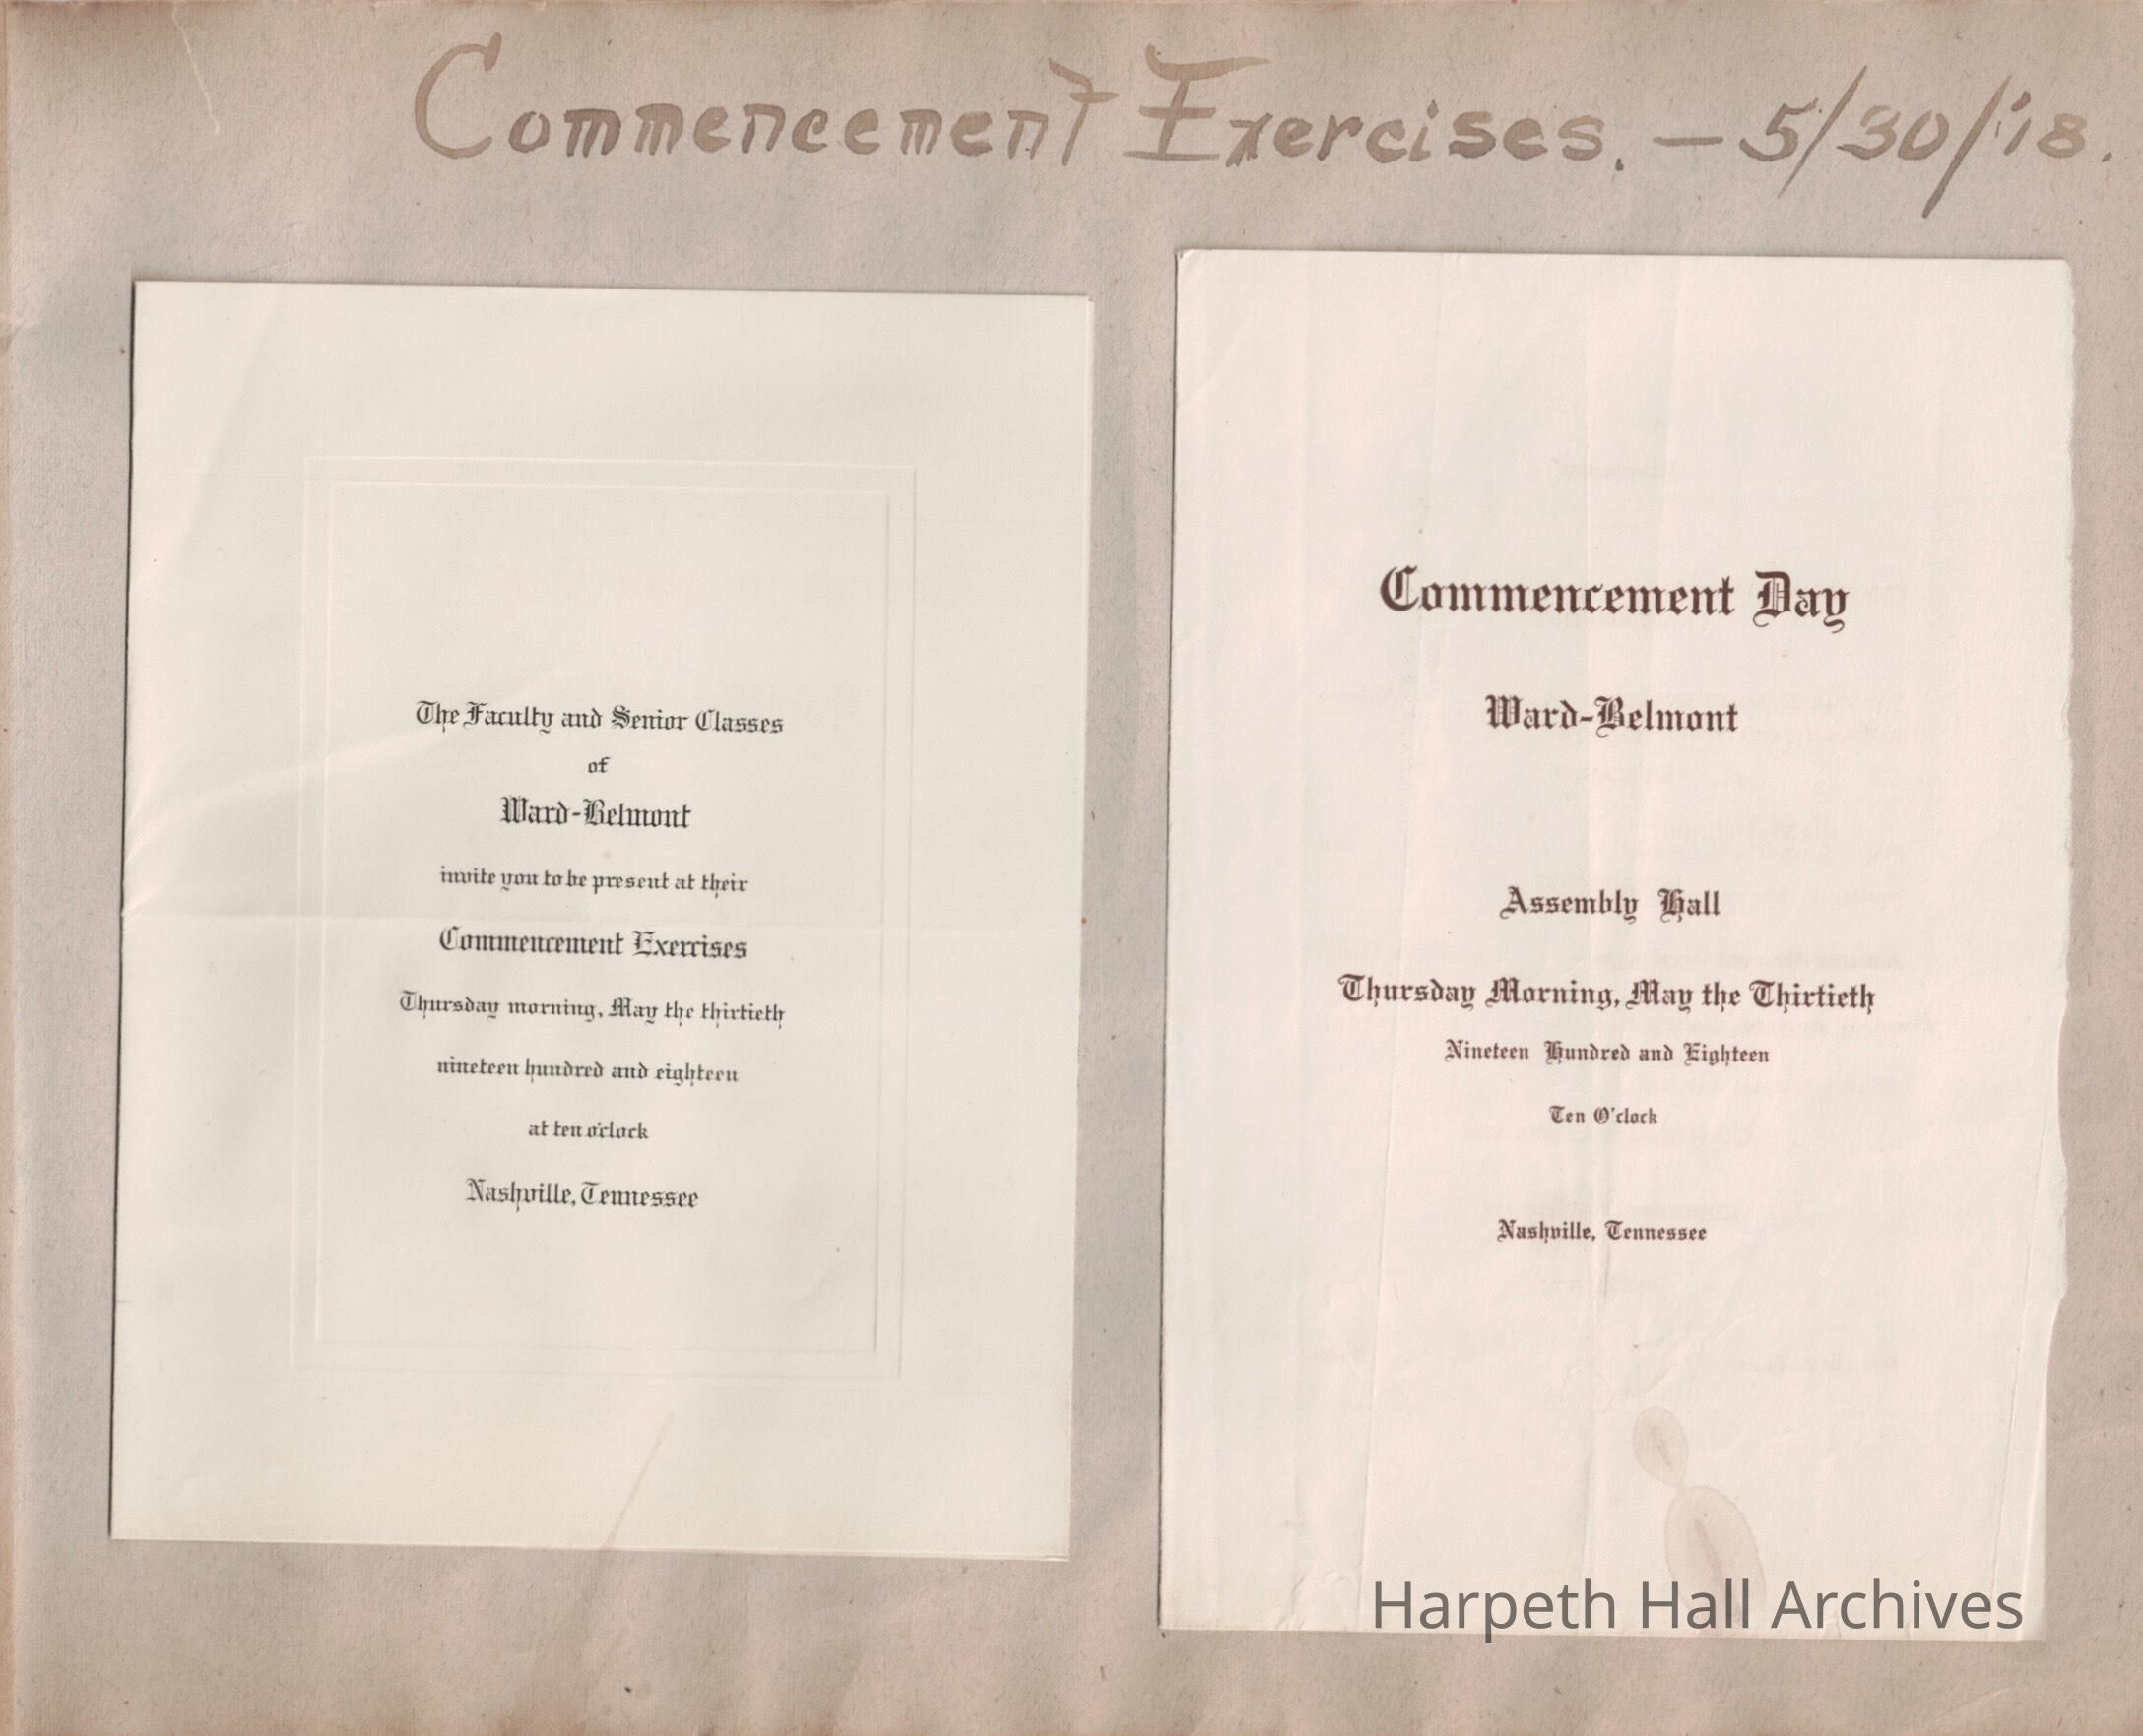 Commencement Exercises. – 5/30/'18.
The Faculty and Senior Classes
of
Ward-Belmont
invite you to be present at their
Commencement Exercises
Thursday morning, May the thirtieth
nineteen hundred and eighteen
at ten o'clock
Nashville, Tennessee
Commencement Day
Ward-Belmont
Assembly Hall
Thursday Morning, May the Thirtieth
Nineteen Hundred and Eighteen
Ten O'clock
Nashville, Tennessee
Harpeth Hall Archives